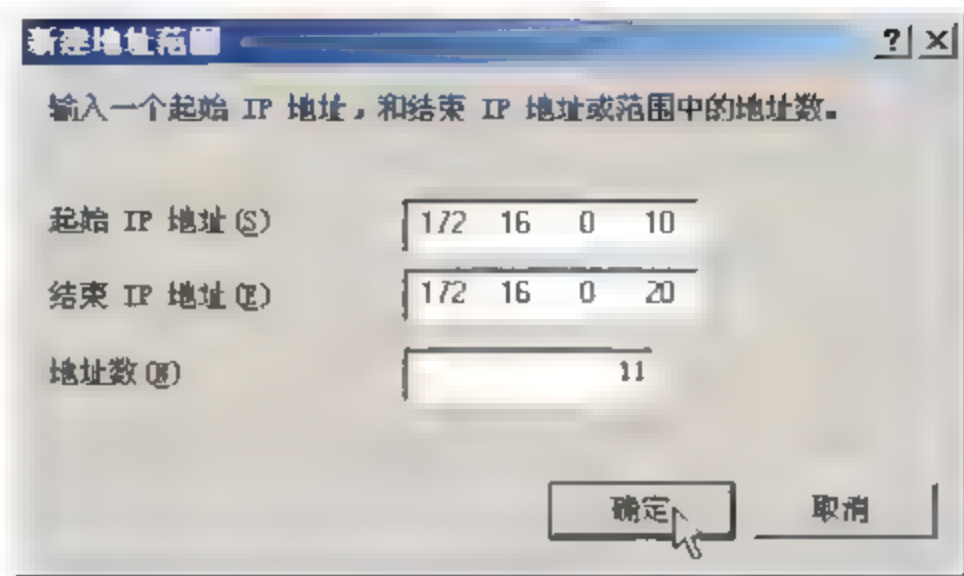 新建地址范围
输入一个起始 IP 地址，和结束 IP 地址或范围中的地址数。
起始 IP 地址(S) 172 16 0 10
结束 IP 地址(E) 172 16 0 20
地址数(N) 11
确定 取消